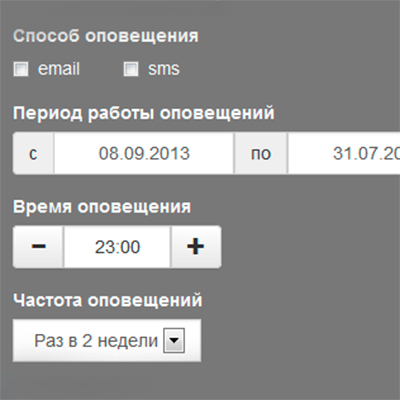 Способ оповещения
email sms
Период работы оповещений
с 08.09.2013 по 31.07.20
Время оповещения
− 23:00 +
Частота оповещений
Раз в 2 недели